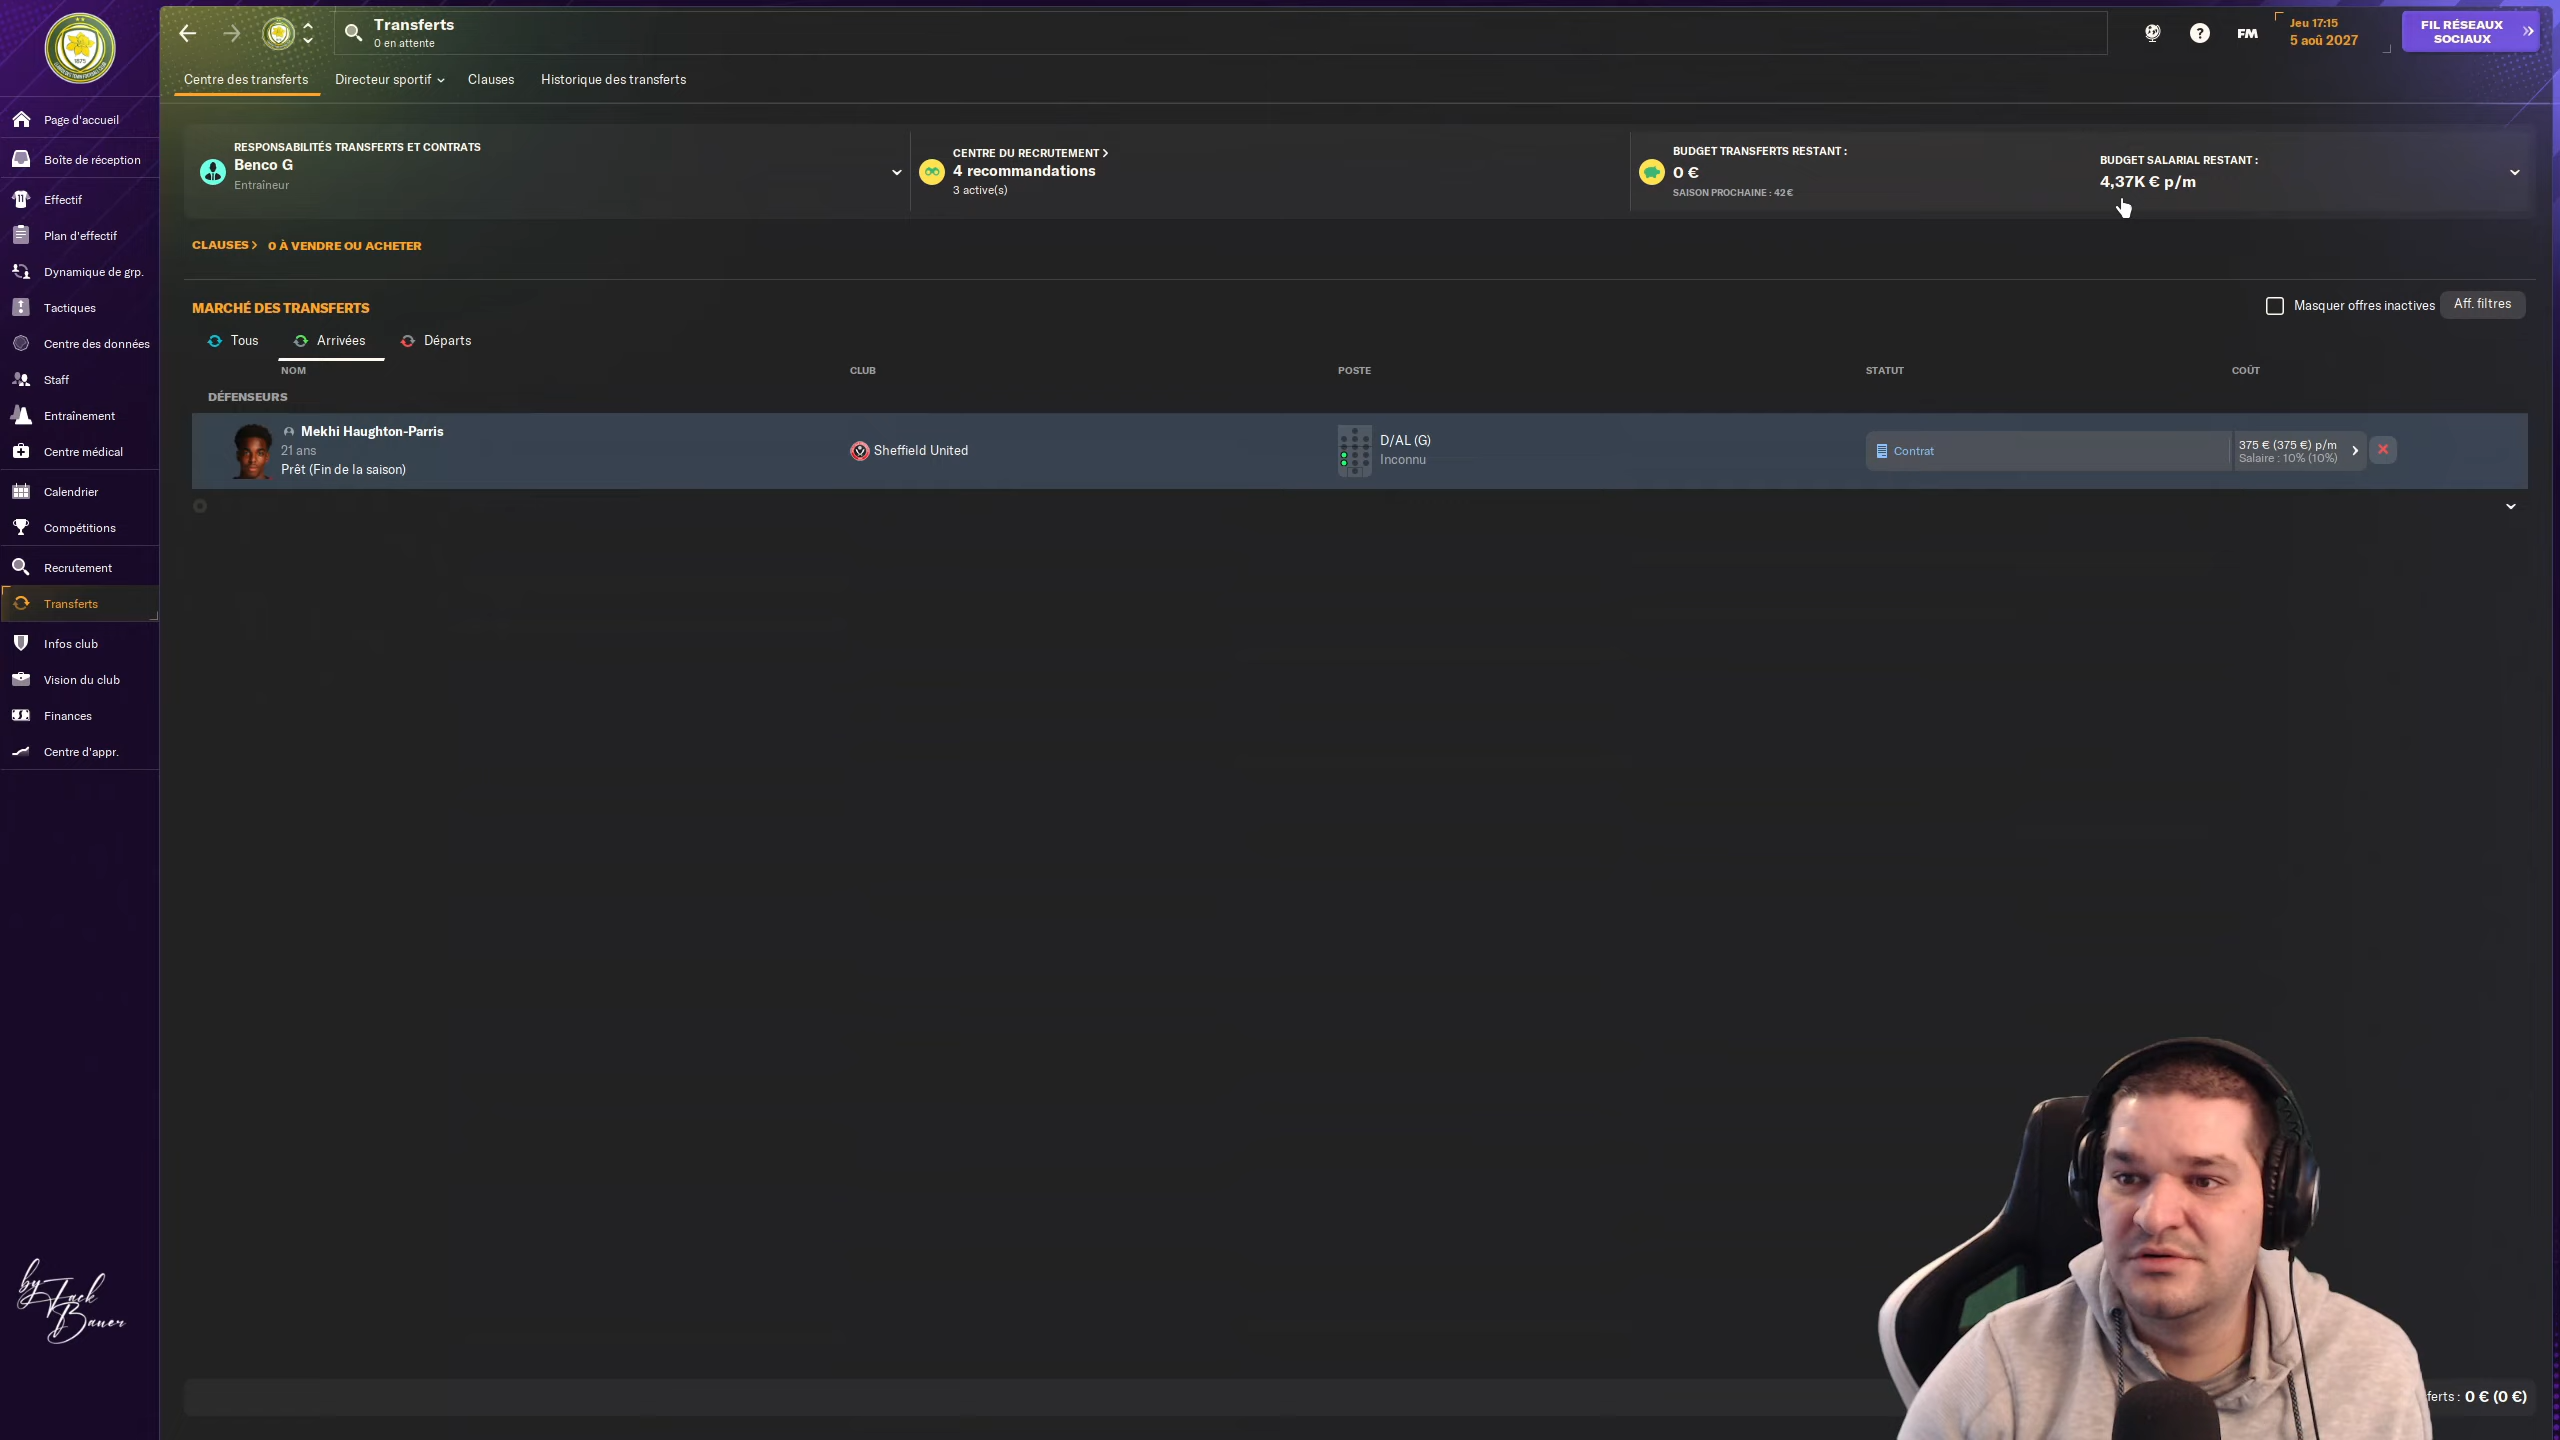 Transferts
0 en attente
FM
Jeu 17:15
5 aoû 2027
FIL RÉSEAUX
SOCIAUX
Centre des transferts
Directeur sportif
Clauses
Historique des transferts
Page d'accueil
Boîte de réception
Effectif
Plan d'effectif
Dynamique de grp.
Tactiques
Centre des données
Staff
Entraînement
Centre médical
Calendrier
Compétitions
Recrutement
Transferts
Infos club
Vision du club
Finances
Centre d'appr.
by Jack
Bauer
RESPONSABILITÉS TRANSFERTS ET CONTRATS
Benco G
Entraîneur
CENTRE DU RECRUTEMENT >
4 recommandations
3 active(s)
BUDGET TRANSFERTS RESTANT :
0 €
SAISON PROCHAINE : 42 €
BUDGET SALARIAL RESTANT :
4,37K € p/m
CLAUSES > 0 À VENDRE OU ACHETER
MARCHÉ DES TRANSFERTS
Masquer offres inactives
Aff. filtres
Tous
Arrivées
Départs
NOM
CLUB
POSTE
STATUT
COÛT
DÉFENSEURS
Mekhi Haughton-Parris
21 ans
Prêt (Fin de la saison)
Sheffield United
D/AL (G)
Inconnu
Contrat
375 € (375 €) p/m
Salaire : 10% (10%)
ferts : 0 € (0 €)